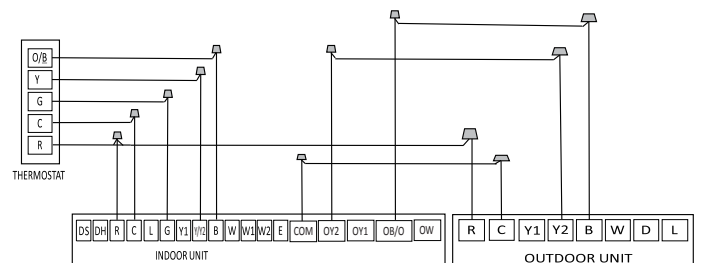 O/B
Y
G
C
R
THERMOSTAT
DS DH R C L G Y1 Y/Y2 B W W1 W2 E COM OY2 OY1 OB/O OW
INDOOR UNIT
R C Y1 Y2 B W D L
OUTDOOR UNIT